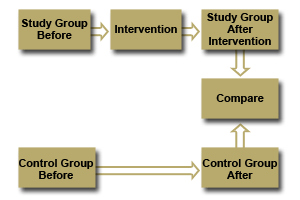 Study Group
Before
Intervention
Study Group
After
Intervention
Compare
Control Group
Before
Control Group
After